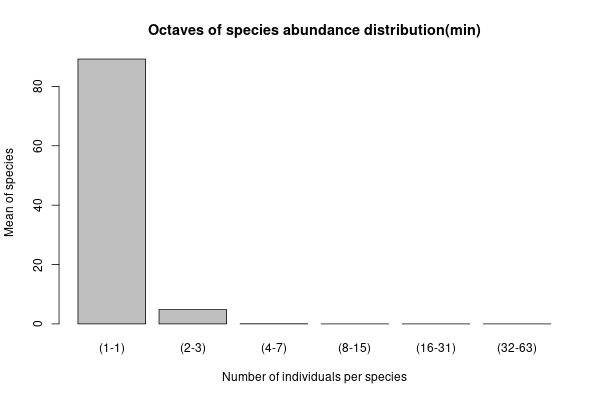 Octaves of species abundance distribution(min)
Mean of species
80
60
40
20
0
(1-1) (2-3) (4-7) (8-15) (16-31) (32-63)
Number of individuals per species